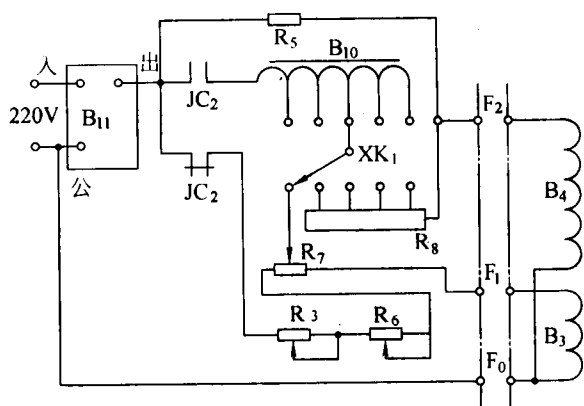 入
出
220V
B₁₁
公
JC₂
JC₂
R₅
B₁₀
XK₁
R₈
R₇
R₃
R₆
F₂
F₁
F₀
B₄
B₃